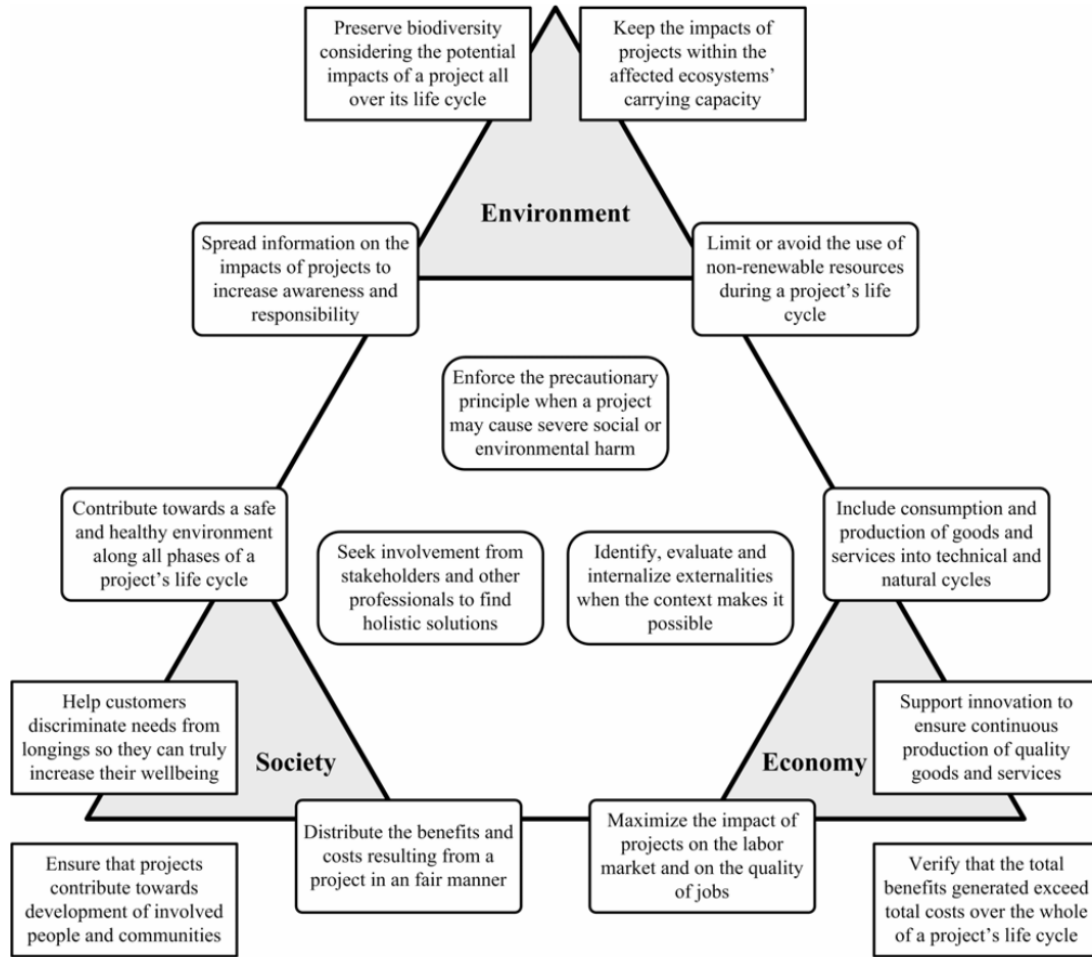 Preserve biodiversity
considering the potential
impacts of a project all
over its life cycle
Keep the impacts of
projects within the
affected ecosystems'
carrying capacity
Environment
Spread information on the
impacts of projects to
increase awareness and
responsibility
Limit or avoid the use of
non-renewable resources
during a project's life
cycle
Enforce the precautionary
principle when a project
may cause severe social or
environmental harm
Contribute towards a safe
and healthy environment
along all phases of a
project's life cycle
Seek involvement from
stakeholders and other
professionals to find
holistic solutions
Identify, evaluate and
internalize externalities
when the context makes it
possible
Include consumption and
production of goods and
services into technical and
natural cycles
Help customers
discriminate needs from
longings so they can truly
increase their wellbeing
Society
Economy
Support innovation to
ensure continuous
production of quality
goods and services
Distribute the benefits and
costs resulting from a
project in an fair manner
Maximize the impact of
projects on the labor
market and on the quality
of jobs
Ensure that projects
contribute towards
development of involved
people and communities
Verify that the total
benefits generated exceed
total costs over the whole
of a project's life cycle